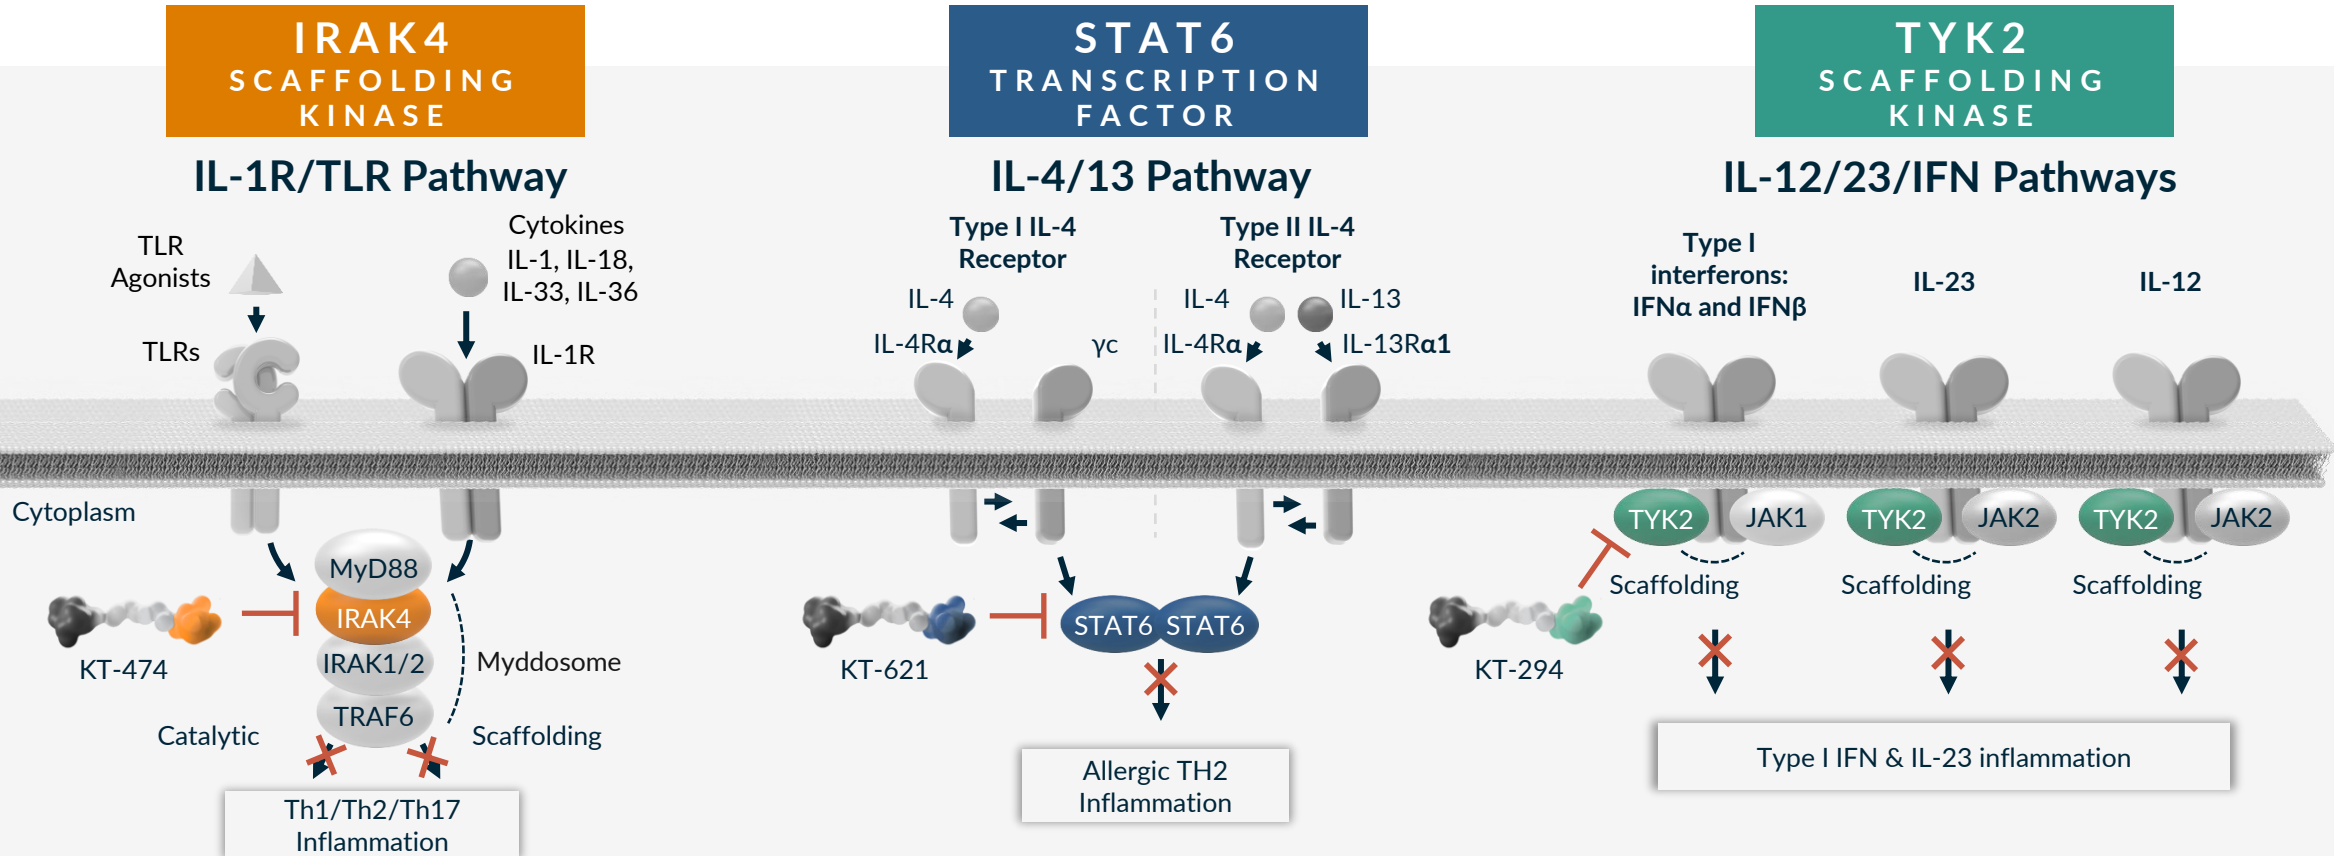 IRAK4
SCAFFOLDING
KINASE
IL-1R/TLR Pathway
TLR
Agonists
Cytokines
IL-1, IL-18,
IL-33, IL-36
TLRs
IL-1R
Cytoplasm
MyD88
IRAK4
IRAK1/2
TRAF6
KT-474
Myddosome
Catalytic
Scaffolding
Th1/Th2/Th17
Inflammation
STAT6
TRANSCRIPTION
FACTOR
IL-4/13 Pathway
Type I IL-4
Receptor
Type II IL-4
Receptor
IL-4
IL-4Rα
γc
IL-4
IL-13
IL-4Rα
IL-13Rα1
STAT6
STAT6
KT-621
Allergic TH2
Inflammation
TYK2
SCAFFOLDING
KINASE
IL-12/23/IFN Pathways
Type I
interferons:
IFNα and IFNβ
IL-23
IL-12
TYK2
JAK1
TYK2
JAK2
TYK2
JAK2
Scaffolding
Scaffolding
Scaffolding
KT-294
Type I IFN & IL-23 inflammation